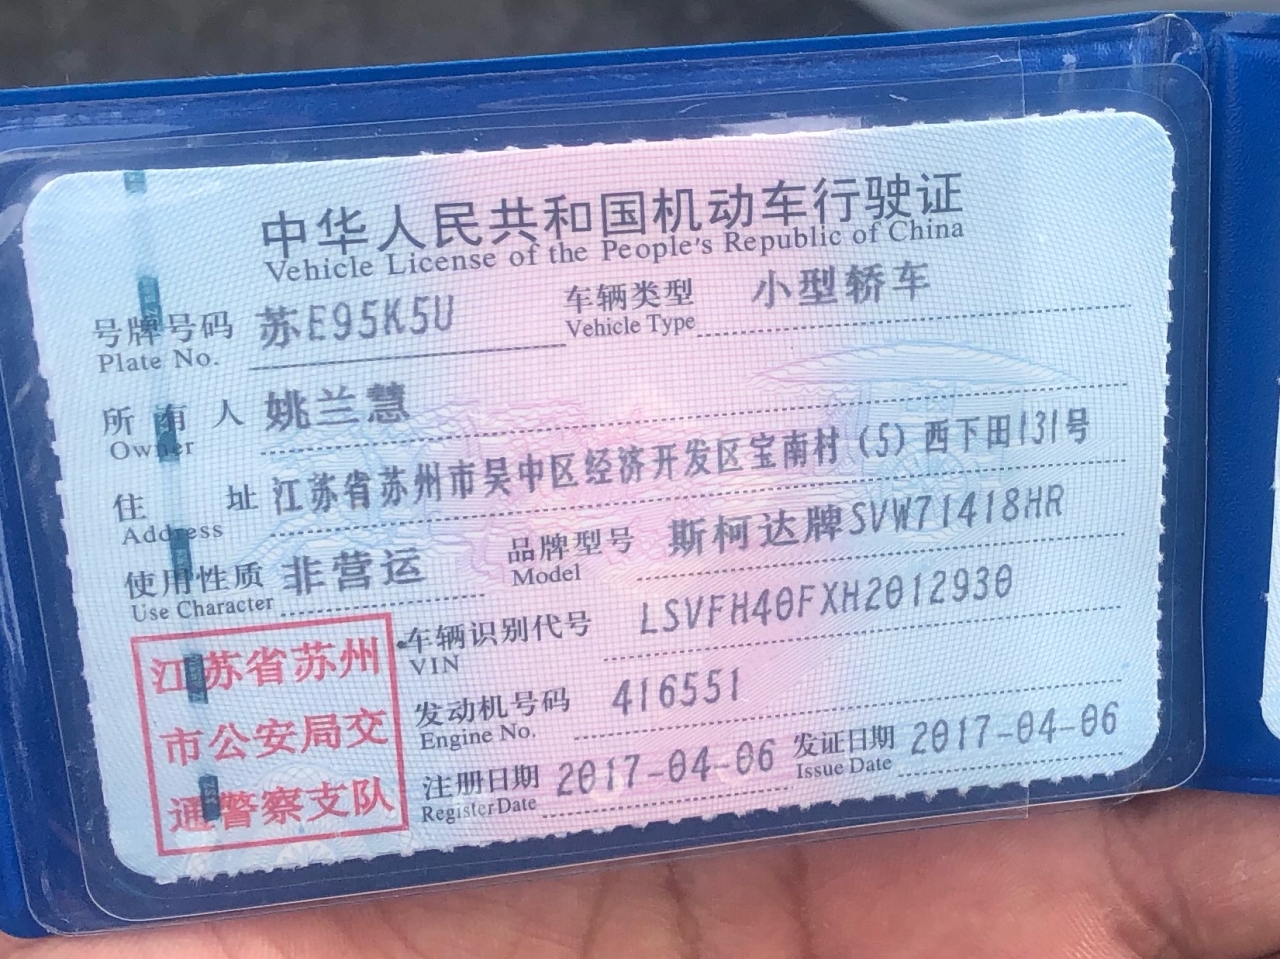 中华人民共和国机动车行驶证
Vehicle License of the People's Republic of China
号牌号码 苏E95K5U 车辆类型 小型轿车
Plate No. Vehicle Type
所有人 姚兰慧
Owner
住址 江苏省苏州市吴中区经济开发区宝南村（5）西下田131号
Address
使用性质 非营运 品牌型号 斯柯达牌SVW71418HR
Use Character Model
车辆识别代号 LSVFH40FXH2012930
VIN
发动机号码 416551
Engine No.
注册日期 2017-04-06 发证日期 2017-04-06
Register Date Issue Date
江苏省苏州
市公安局交
通警察支队